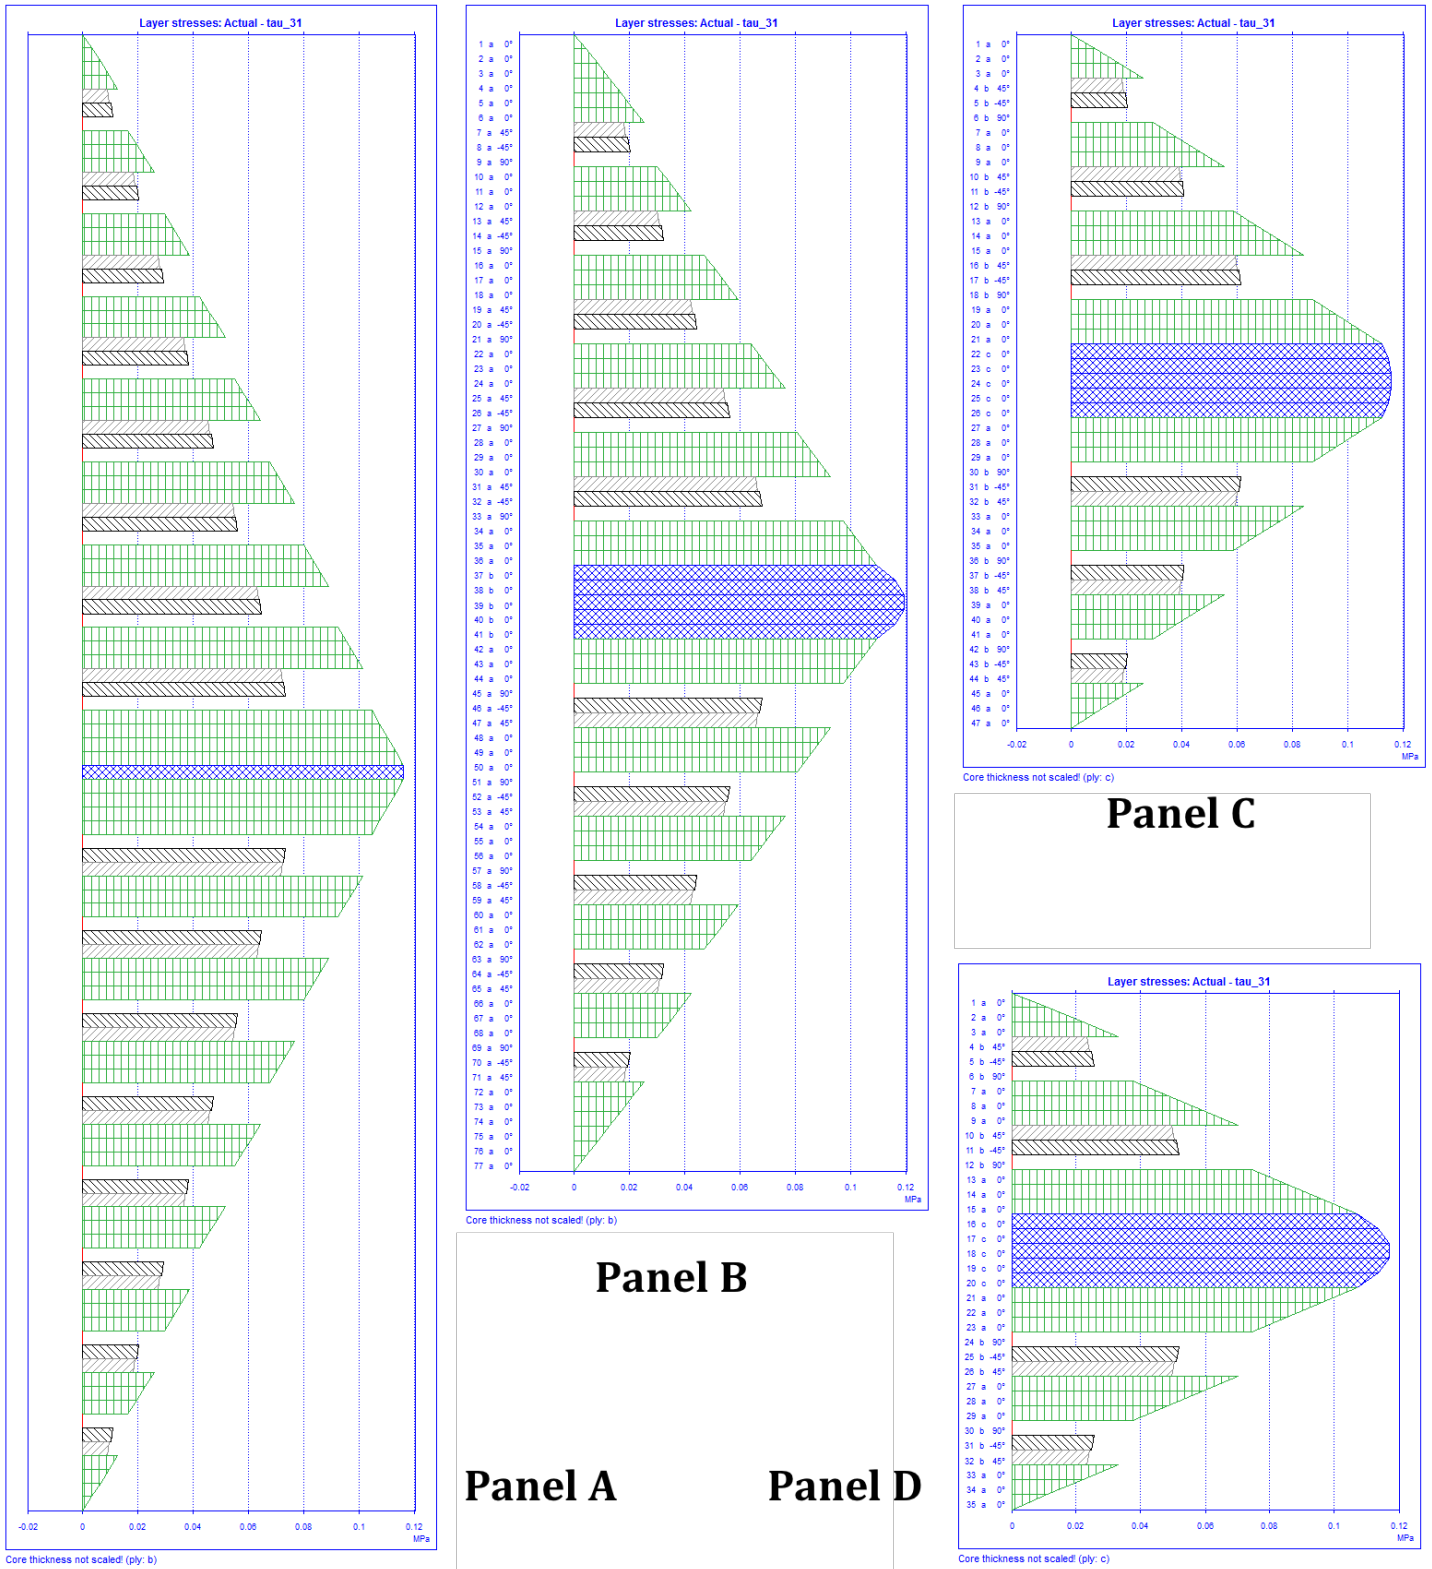 Layer stresses: Actual - tau_31
-0.02 0 0.02 0.04 0.06 0.08 0.1 0.12
MPa
Core thickness not scaled! (ply: b)
Panel A
Layer stresses: Actual - tau_31
1 a 0°
2 a 0°
3 a 0°
4 a 0°
5 a 0°
6 a 0°
7 a 45°
8 a -45°
9 a 90°
10 a 0°
11 a 0°
12 a 0°
13 a 45°
14 a -45°
15 a 90°
16 a 0°
17 a 0°
18 a 0°
19 a 45°
20 a -45°
21 a 90°
22 a 0°
23 a 0°
24 a 0°
25 a 45°
26 a -45°
27 a 90°
28 a 0°
29 a 0°
30 a 0°
31 a 45°
32 a -45°
33 a 90°
34 a 0°
35 a 0°
36 a 0°
37 b 0°
38 b 0°
39 b 0°
40 b 0°
41 b 0°
42 a 0°
43 a 0°
44 a 0°
45 a 90°
46 a -45°
47 a 45°
48 a 0°
49 a 0°
50 a 0°
51 a 90°
52 a -45°
53 a 45°
54 a 0°
55 a 0°
56 a 0°
57 a 90°
58 a -45°
59 a 45°
60 a 0°
61 a 0°
62 a 0°
63 a 90°
64 a -45°
65 a 45°
66 a 0°
67 a 0°
68 a 0°
69 a 90°
70 a -45°
71 a 45°
72 a 0°
73 a 0°
74 a 0°
75 a 0°
76 a 0°
77 a 0°
-0.02 0 0.02 0.04 0.06 0.08 0.1 0.12
MPa
Core thickness not scaled! (ply: b)
Panel B
Layer stresses: Actual - tau_31
1 a 0°
2 a 0°
3 a 0°
4 b 45°
5 b -45°
6 b 90°
7 a 0°
8 a 0°
9 a 0°
10 b 45°
11 b -45°
12 b 90°
13 a 0°
14 a 0°
15 a 0°
16 b 45°
17 b -45°
18 b 90°
19 a 0°
20 a 0°
21 a 0°
22 c 0°
23 c 0°
24 c 0°
25 c 0°
26 c 0°
27 a 0°
28 a 0°
29 a 0°
30 b 90°
31 b -45°
32 b 45°
33 a 0°
34 a 0°
35 a 0°
36 b 90°
37 b -45°
38 b 45°
39 a 0°
40 a 0°
41 a 0°
42 b 90°
43 b -45°
44 b 45°
45 a 0°
46 a 0°
47 a 0°
-0.02 0 0.02 0.04 0.06 0.08 0.1 0.12
MPa
Core thickness not scaled! (ply: c)
Panel C
Layer stresses: Actual - tau_31
1 a 0°
2 a 0°
3 a 0°
4 b 45°
5 b -45°
6 b 90°
7 a 0°
8 a 0°
9 a 0°
10 b 45°
11 b -45°
12 b 90°
13 a 0°
14 a 0°
15 a 0°
16 c 0°
17 c 0°
18 c 0°
19 c 0°
20 c 0°
21 a 0°
22 a 0°
23 a 0°
24 b 90°
25 b -45°
26 b 45°
27 a 0°
28 a 0°
29 a 0°
30 b 90°
31 b -45°
32 b 45°
33 a 0°
34 a 0°
35 a 0°
0 0.02 0.04 0.06 0.08 0.1 0.12
MPa
Core thickness not scaled! (ply: c)
Panel D